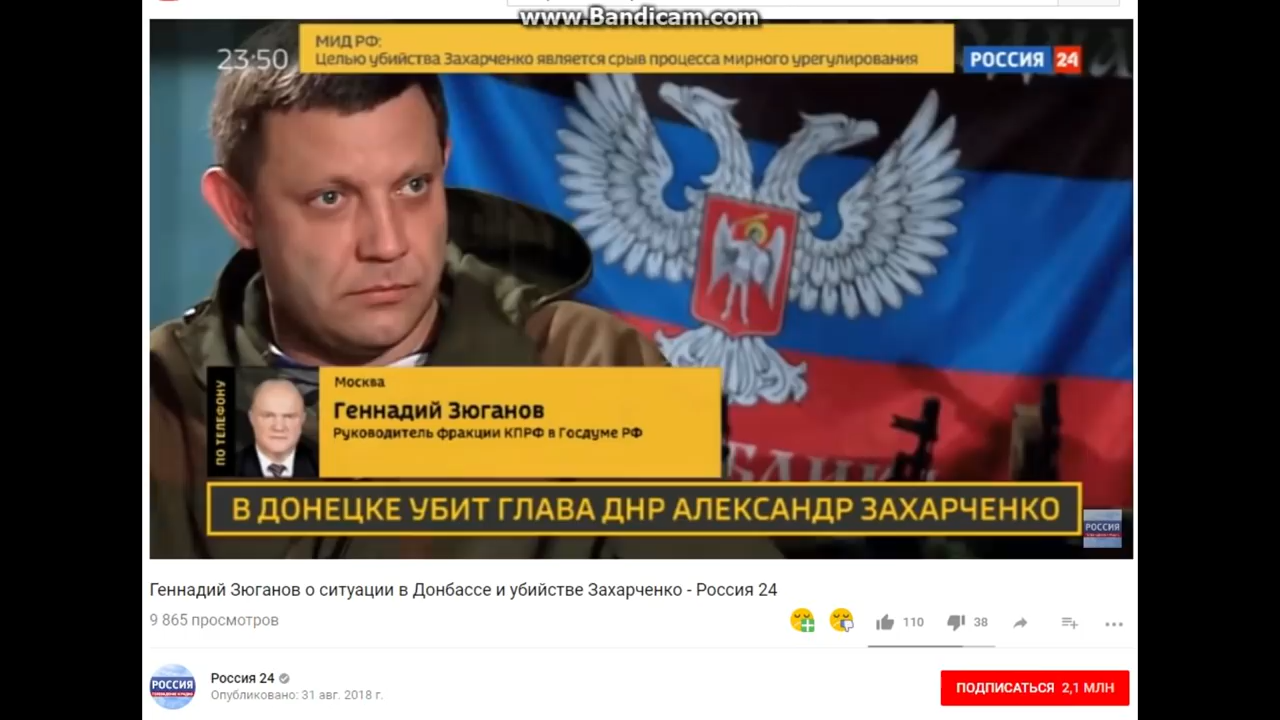 www.Bandicam.com
МИД РФ:
23:50
Целью убийства Захарченко является срыв процесса мирного урегулирования
РОССИЯ 24
ПО ТЕЛЕФОНУ
Москва
Геннадий Зюганов
Руководитель фракции КПРФ в Госдуме РФ
В ДОНЕЦКЕ УБИТ ГЛАВА ДНР АЛЕКСАНДР ЗАХАРЧЕНКО
РОССИЯ
Геннадий Зюганов о ситуации в Донбассе и убийстве Захарченко - Россия 24
9 865 просмотров
110
38
РОССИЯ
Россия 24
Опубликовано: 31 авг. 2018 г.
ПОДПИСАТЬСЯ 2,1 МЛН